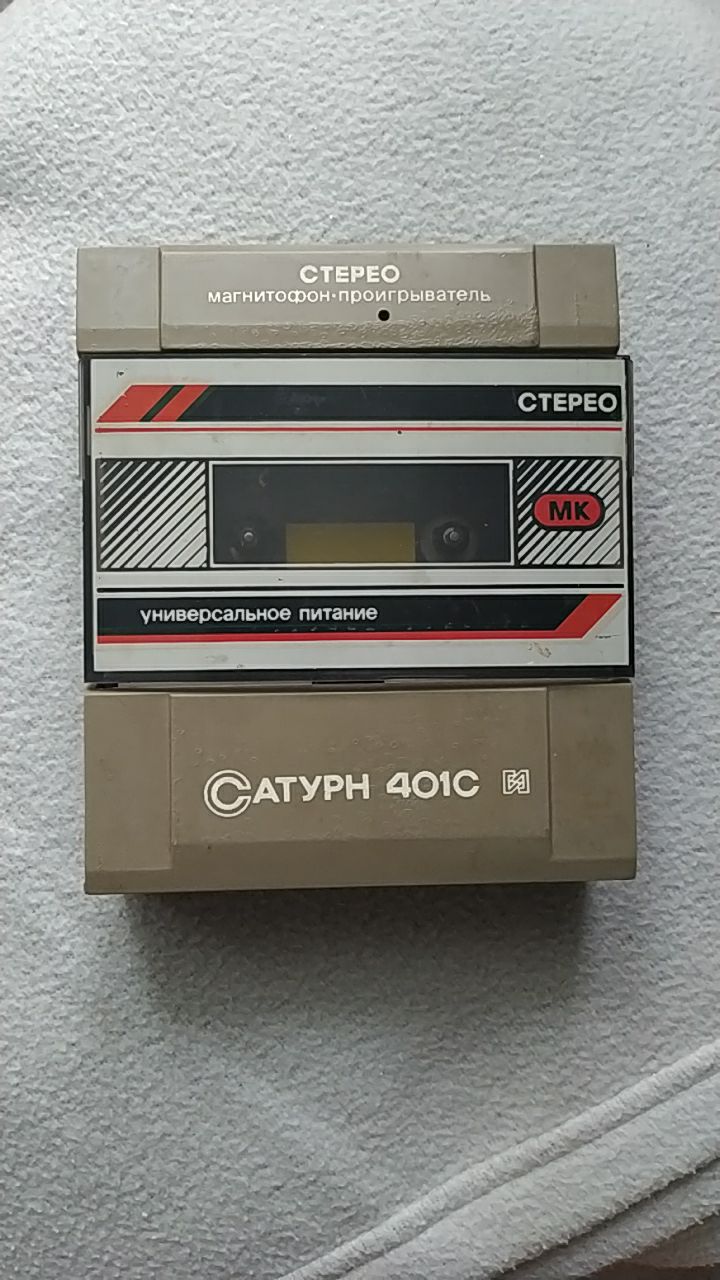 СТЕРЕО
магнитофон·проигрыватель
СТЕРЕО
МК
универсальное питание
САТУРН 401С